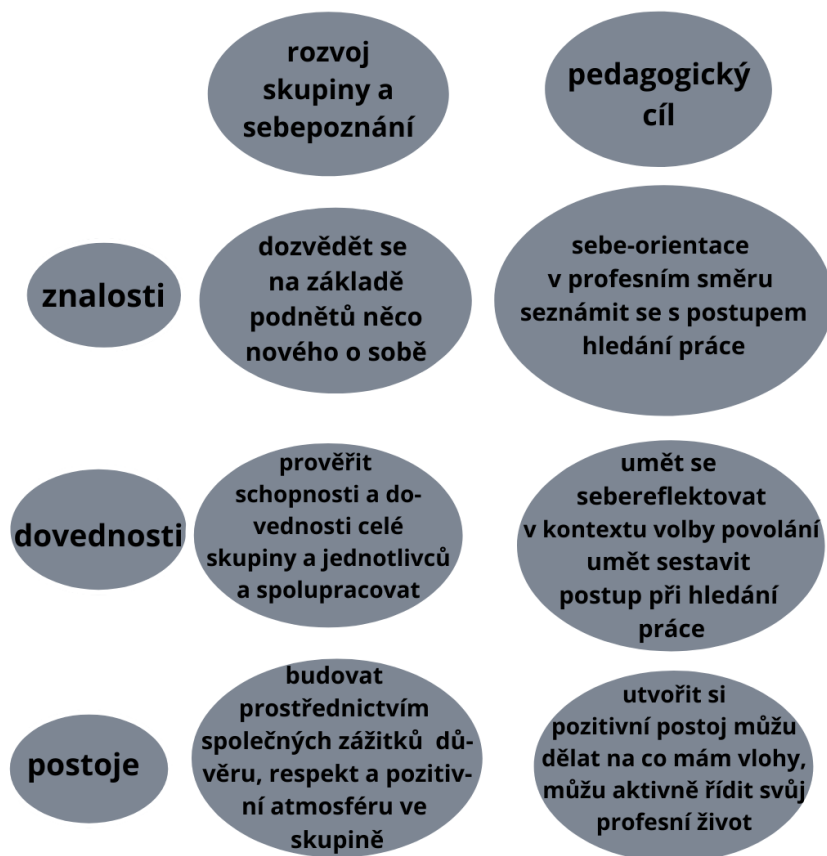 rozvoj
skupiny a
sebepoznání
pedagogický
cíl
znalosti
dozvědět se
na základě
podnětů něco
nového o sobě
sebe-orientace
v profesním směru
seznámit se s postupem
hledání práce
dovednosti
prověřit
schopnosti a do-
vednosti celé
skupiny a jednotlivců
a spolupracovat
umět se
sebereflektovat
v kontextu volby povolání
umět sestavit
postup při hledání
práce
postoje
budovat
prostřednictvím
společných zážitků dů-
věru, respekt a pozitiv-
ní atmosféru ve
skupině
utvořit si
pozitivní postoj můžu
dělat na co mám vlohy,
můžu aktivně řídit svůj
profesní život